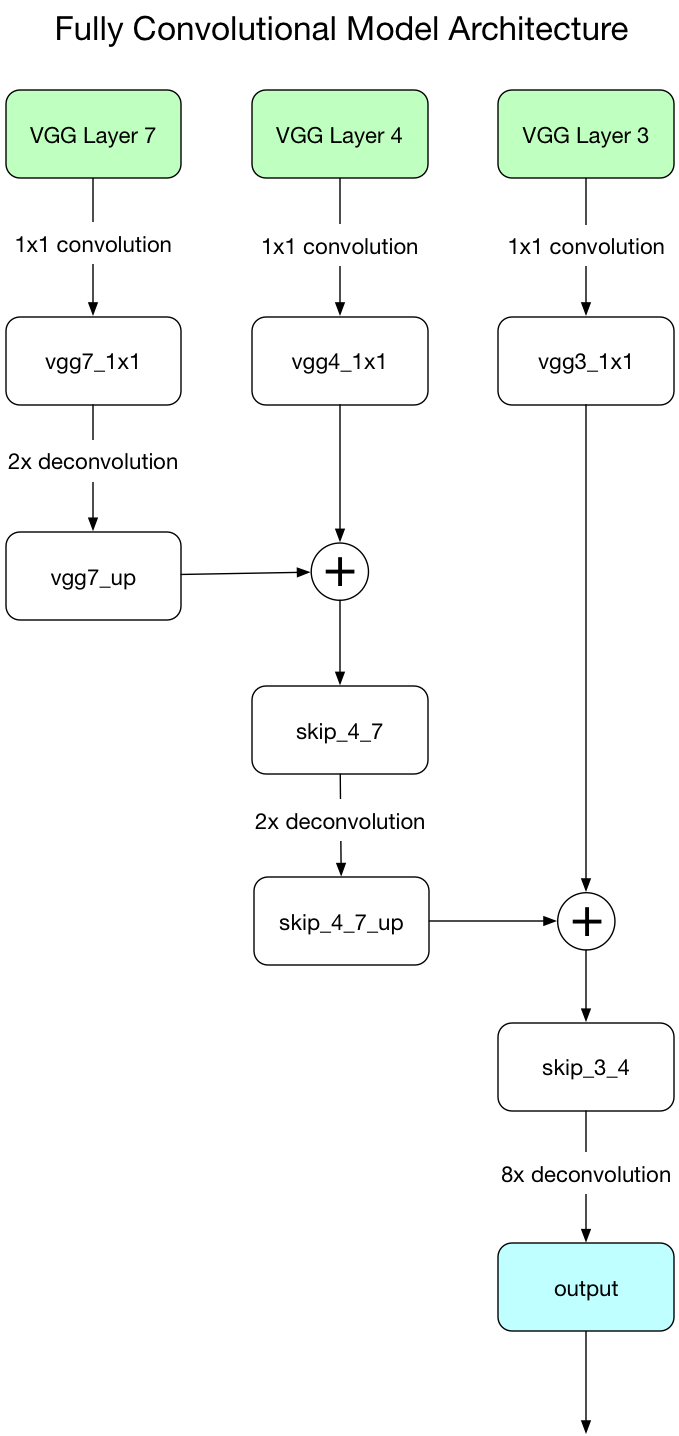 Fully Convolutional Model Architecture
VGG Layer 7
VGG Layer 4
VGG Layer 3
1x1 convolution
1x1 convolution
1x1 convolution
vgg7_1x1
vgg4_1x1
vgg3_1x1
2x deconvolution
vgg7_up
+
skip_4_7
2x deconvolution
skip_4_7_up
+
skip_3_4
8x deconvolution
output